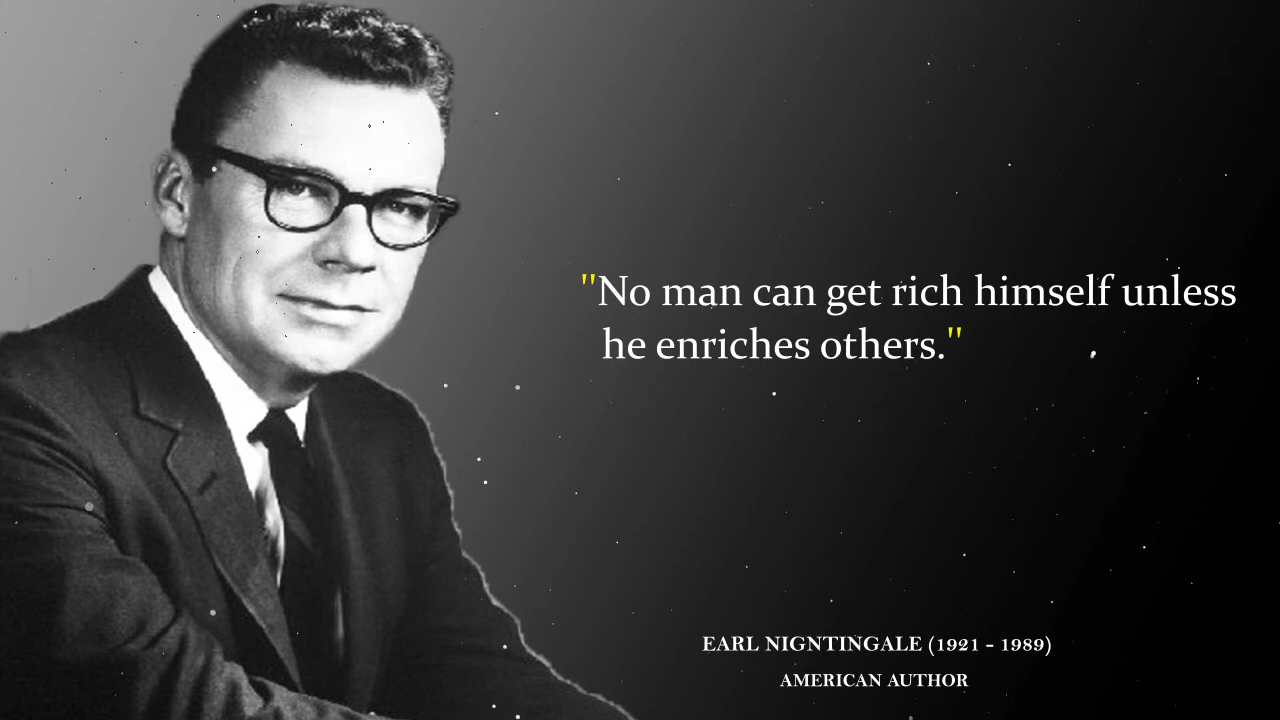 "No man can get rich himself unless
he enriches others."
EARL NIGNTINGALE (1921 - 1989)
AMERICAN AUTHOR